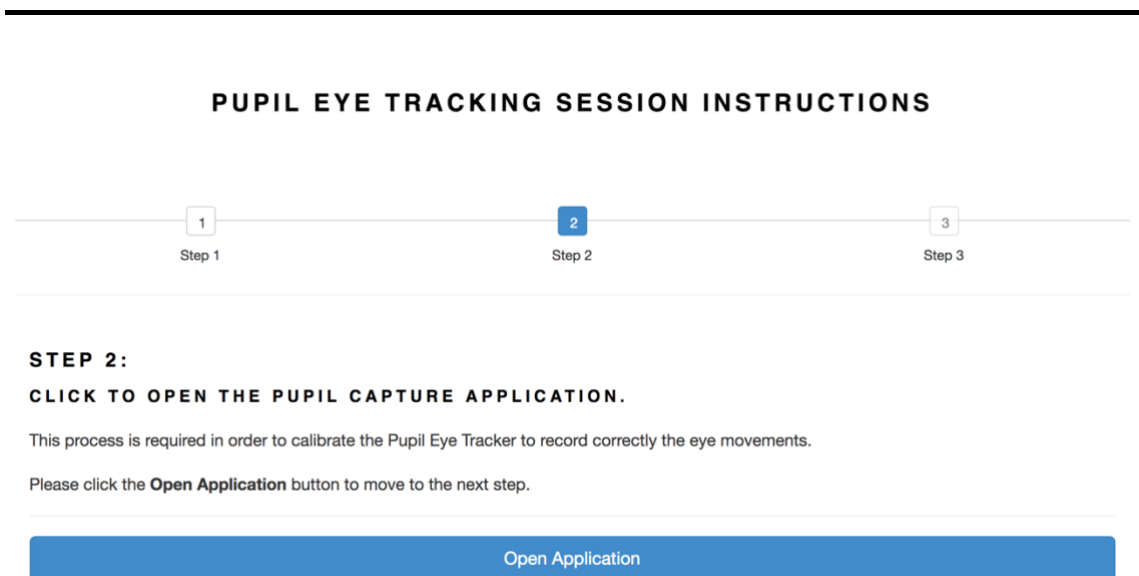 PUPIL EYE TRACKING SESSION INSTRUCTIONS
1
2
3
Step 1
Step 2
Step 3
STEP 2:
CLICK TO OPEN THE PUPIL CAPTURE APPLICATION.
This process is required in order to calibrate the Pupil Eye Tracker to record correctly the eye movements.
Please click the Open Application button to move to the next step.
Open Application